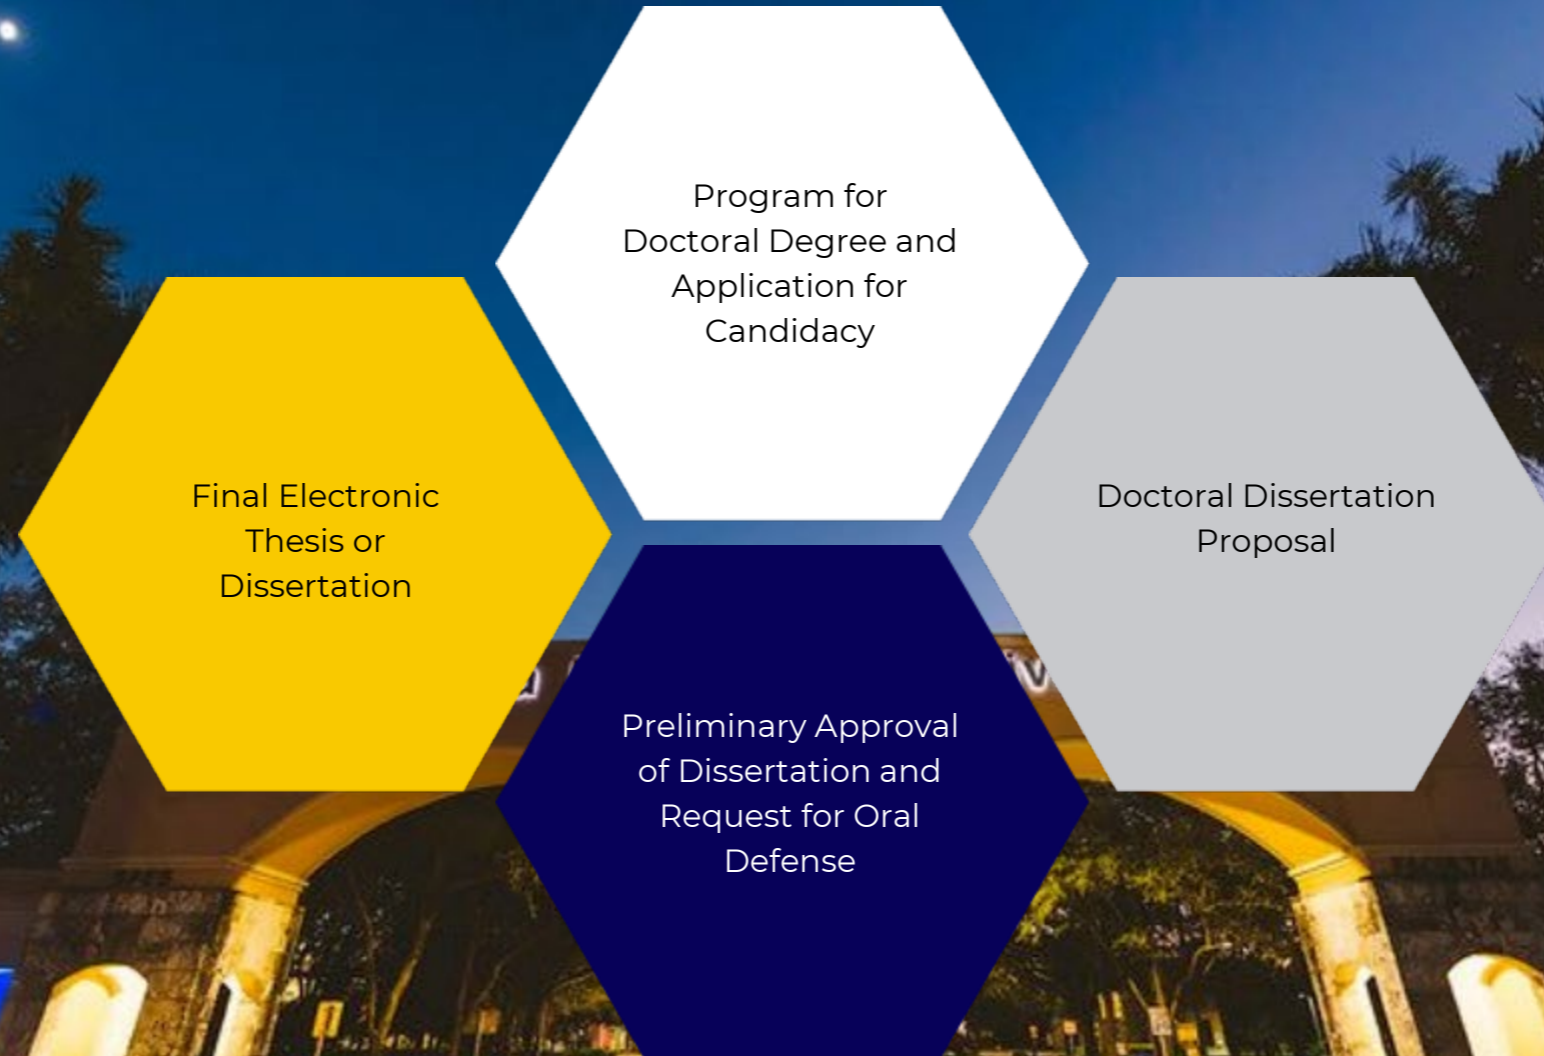 Program for
Doctoral Degree and
Application for
Candidacy
Final Electronic
Thesis or
Dissertation
Doctoral Dissertation
Proposal
Preliminary Approval
of Dissertation and
Request for Oral
Defense